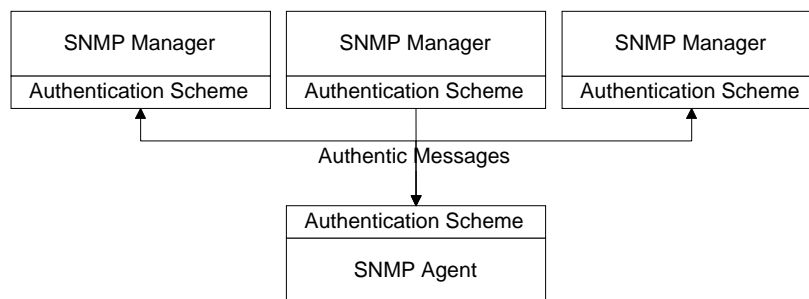 SNMP Manager
SNMP Manager
SNMP Manager
Authentication Scheme
Authentication Scheme
Authentication Scheme
Authentic Messages
Authentication Scheme
SNMP Agent